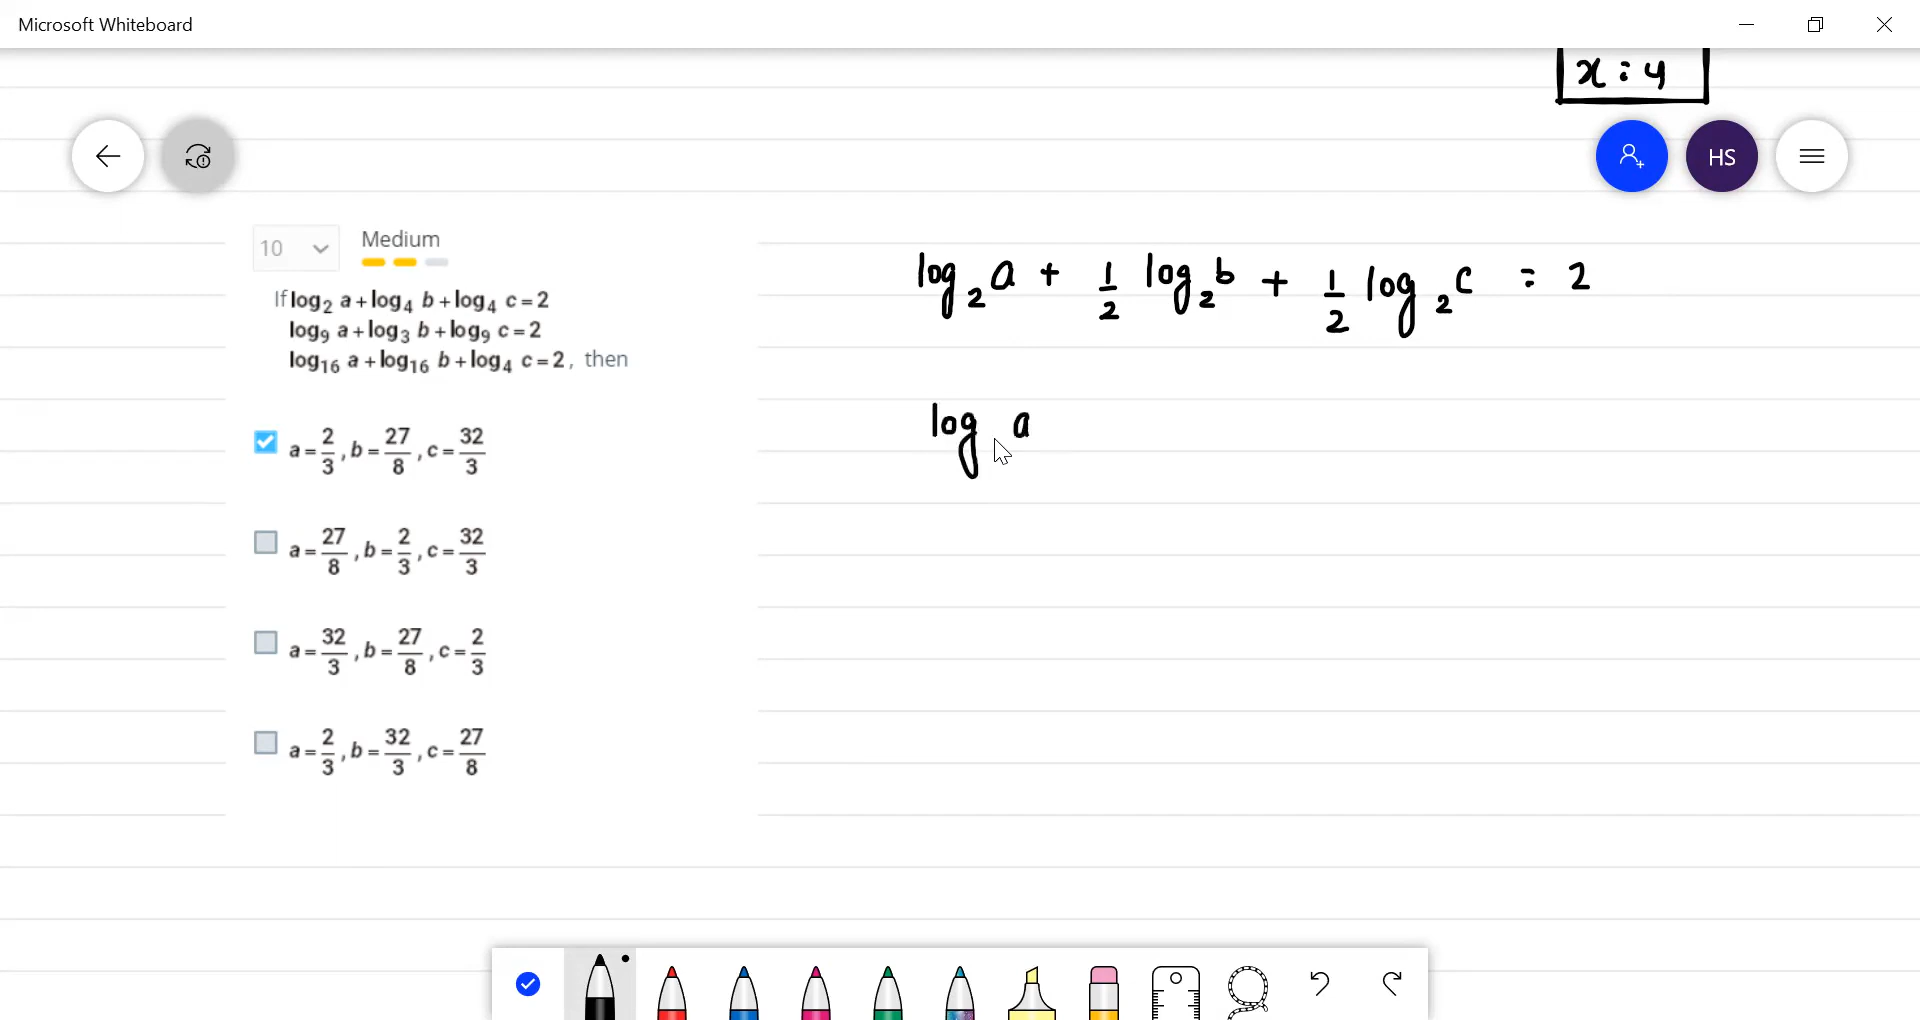 Microsoft Whiteboard
x : 4
HS
10 Medium
If log₂ a + log₄ b + log₄ c = 2
log₉ a + log₃ b + log₉ c = 2
log₁₆ a + log₁₆ b + log₄ c = 2, then
a = 2/3, b = 27/8, c = 32/3
a = 27/8, b = 2/3, c = 32/3
a = 32/3, b = 27/8, c = 2/3
a = 2/3, b = 32/3, c = 27/8
log₂ a + 1/2 log₂ b + 1/2 log₂ c : 2
log a